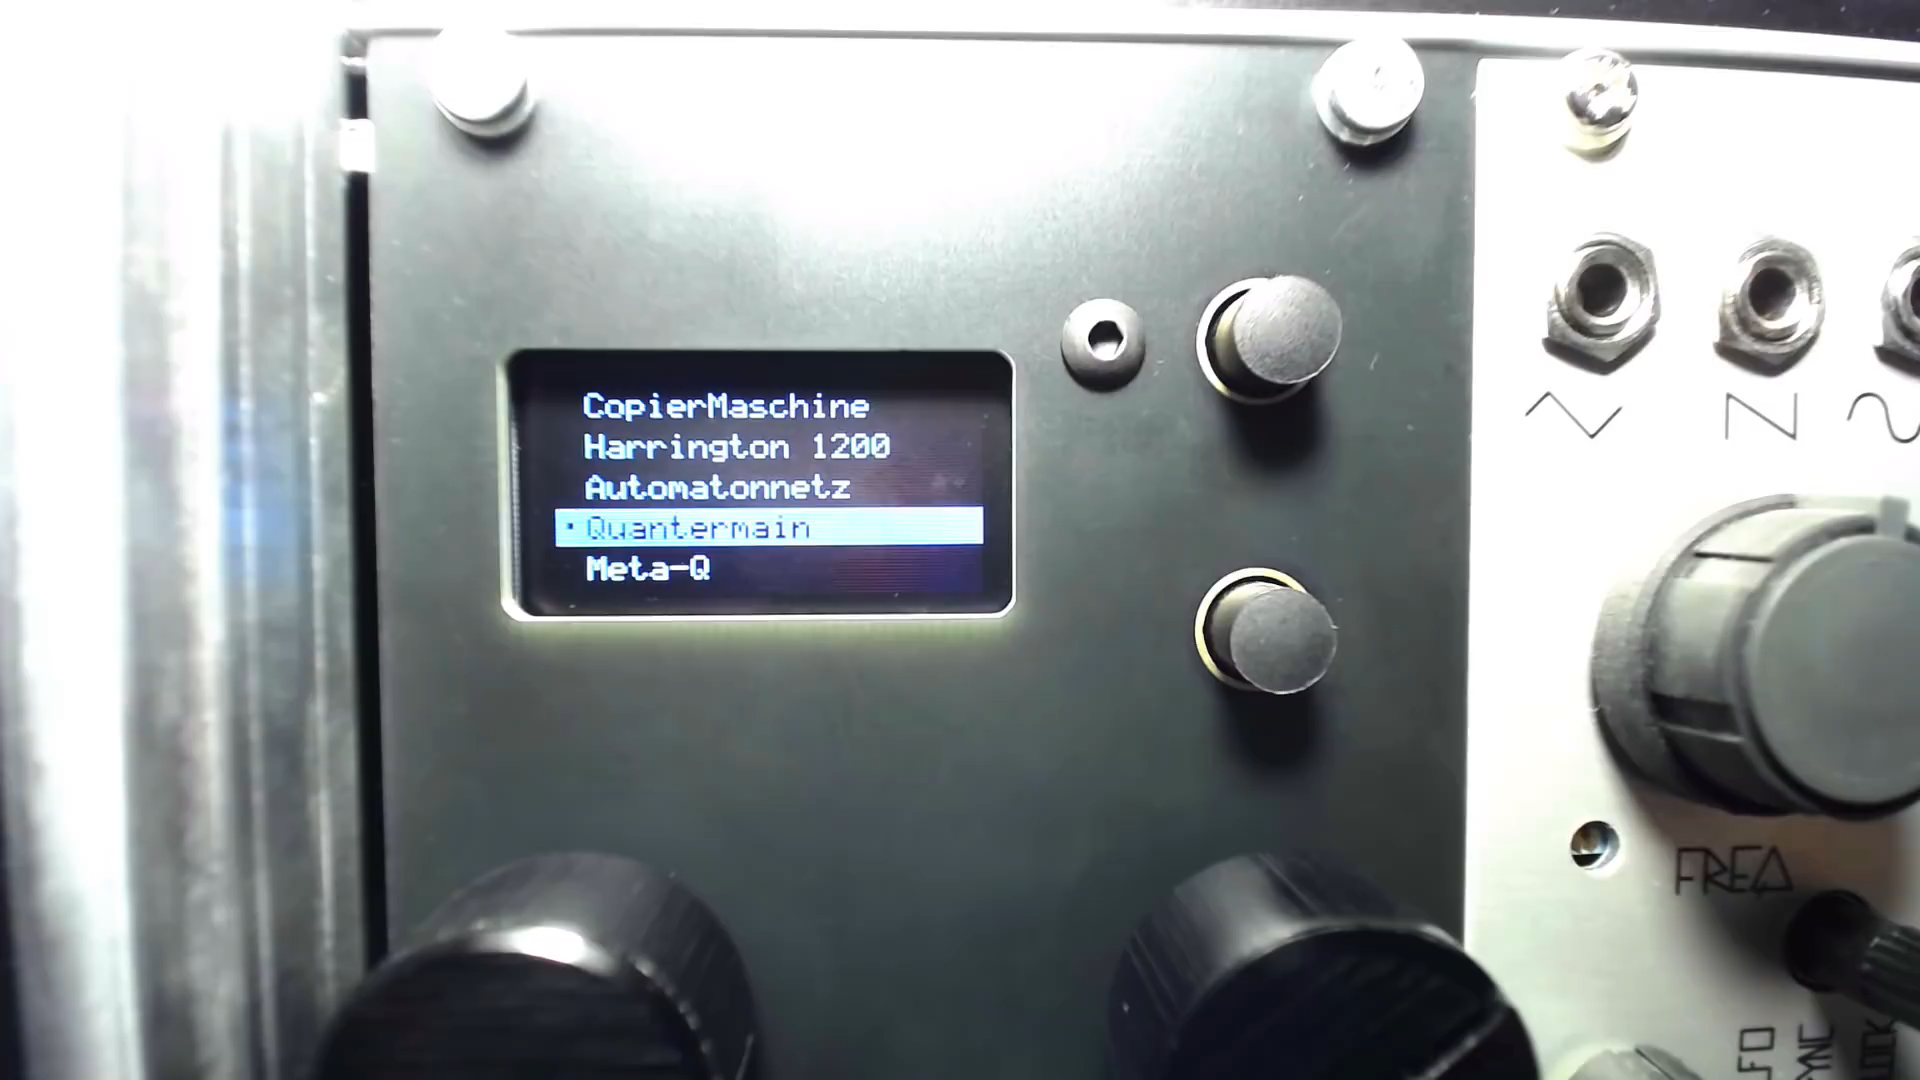 CopierMaschine
Harrington 1200
Automatonnetz
Quantermain
Meta-Q
FREQ